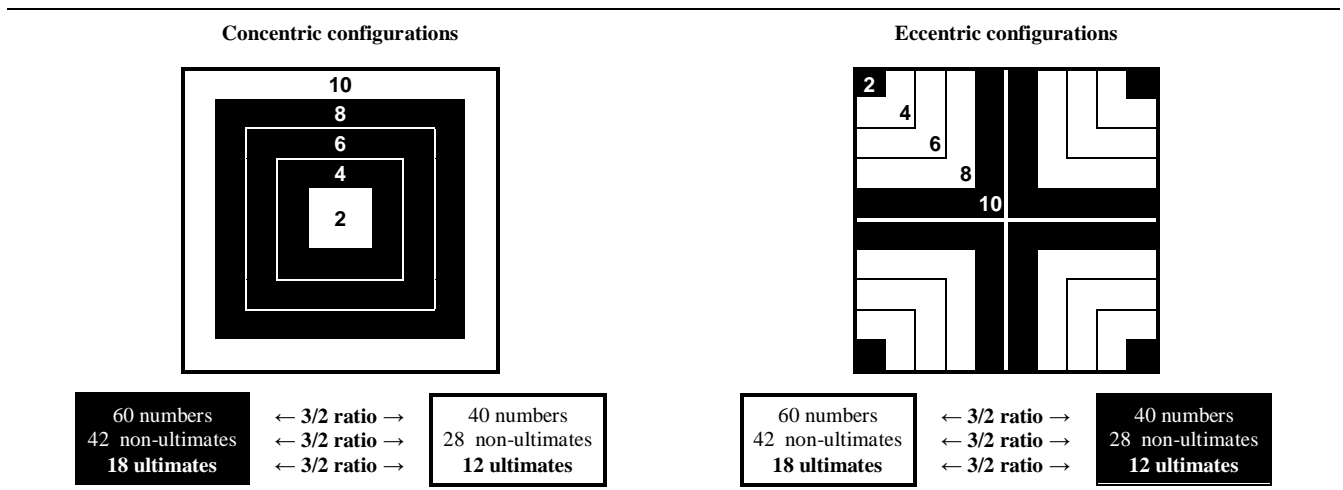 Concentric configurations
Eccentric configurations
10
8
6
4
2
2
4
6
8
10
60 numbers
42 non-ultimates
18 ultimates
← 3/2 ratio →
← 3/2 ratio →
← 3/2 ratio →
40 numbers
28 non-ultimates
12 ultimates
60 numbers
42 non-ultimates
18 ultimates
← 3/2 ratio →
← 3/2 ratio →
← 3/2 ratio →
40 numbers
28 non-ultimates
12 ultimates